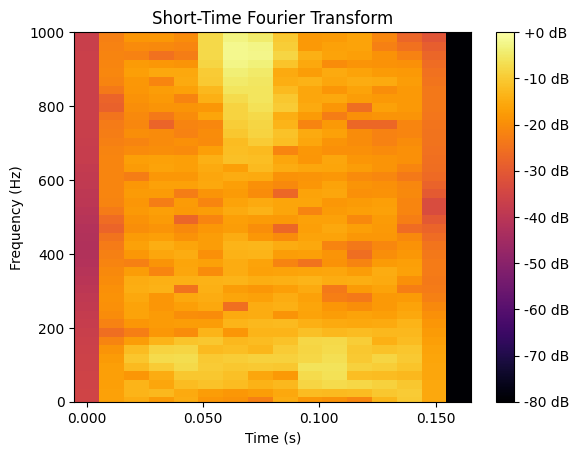 Short-Time Fourier Transform
Frequency (Hz)
1000
800
600
400
200
0
0.000
0.050
0.100
0.150
Time (s)
+0 dB
-10 dB
-20 dB
-30 dB
-40 dB
-50 dB
-60 dB
-70 dB
-80 dB